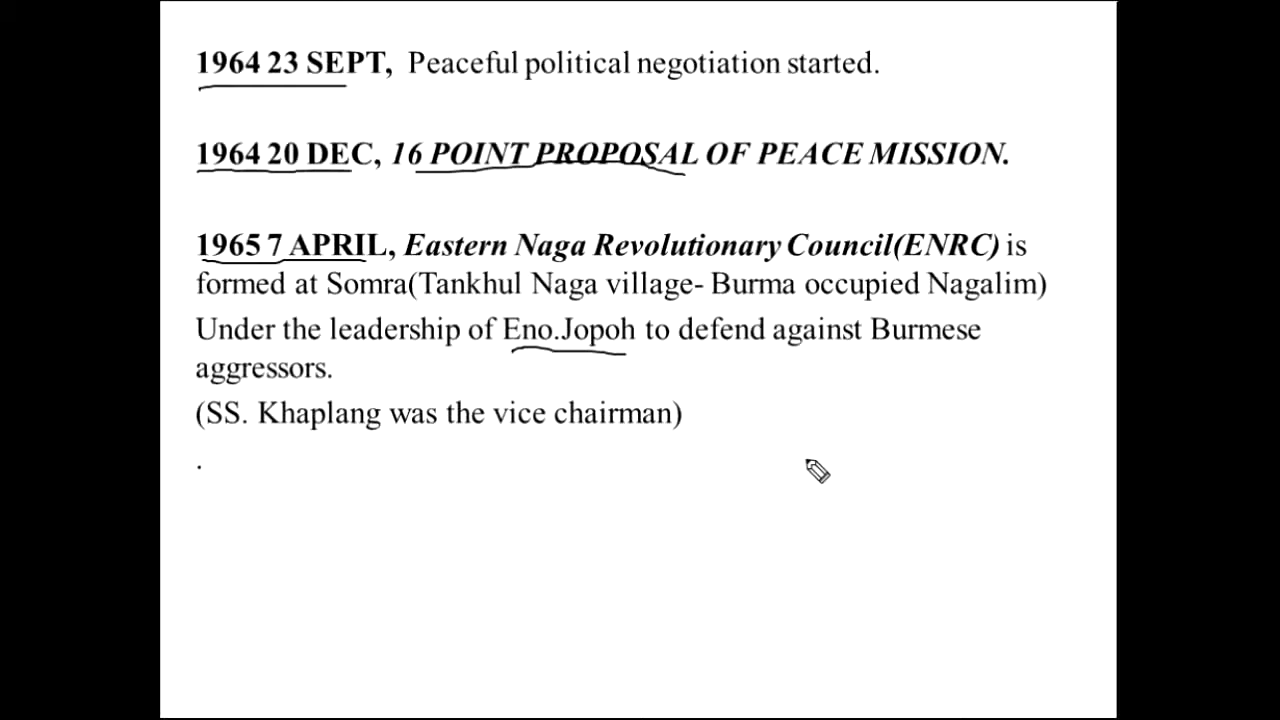 1964 23 SEPT, Peaceful political negotiation started.
1964 20 DEC, 16 POINT PROPOSAL OF PEACE MISSION.
1965 7 APRIL, Eastern Naga Revolutionary Council(ENRC) is
formed at Somra(Tankhul Naga village- Burma occupied Nagalim)
Under the leadership of Eno.Jopoh to defend against Burmese
aggressors.
(SS. Khaplang was the vice chairman)
.